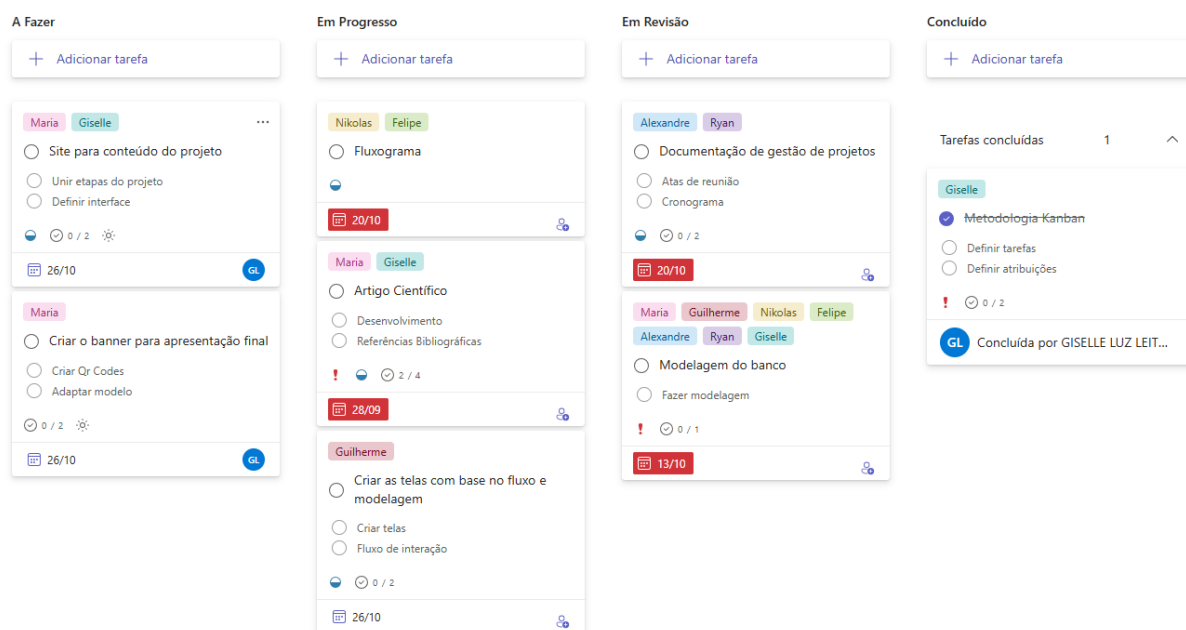 A Fazer
Adicionar tarefa
Maria Giselle
Site para conteúdo do projeto
Unir etapas do projeto
Definir interface
0 / 2
26/10
GL
Maria
Criar o banner para apresentação final
Criar Qr Codes
Adaptar modelo
0 / 2
26/10
GL
Em Progresso
Adicionar tarefa
Nikolas Felipe
Fluxograma
20/10
Maria Giselle
Artigo Científico
Desenvolvimento
Referências Bibliográficas
2 / 4
28/09
Guilherme
Criar as telas com base no fluxo e
modelagem
Criar telas
Fluxo de interação
0 / 2
26/10
Em Revisão
Adicionar tarefa
Alexandre Ryan
Documentação de gestão de projetos
Atas de reunião
Cronograma
0 / 2
20/10
Maria Guilherme Nikolas Felipe
Alexandre Ryan Giselle
Modelagem do banco
Fazer modelagem
0 / 1
13/10
Concluído
Adicionar tarefa
Tarefas concluídas 1
Giselle
Metodologia Kanban
Definir tarefas
Definir atribuições
0 / 2
GL Concluída por GISELLE LUZ LEIT...